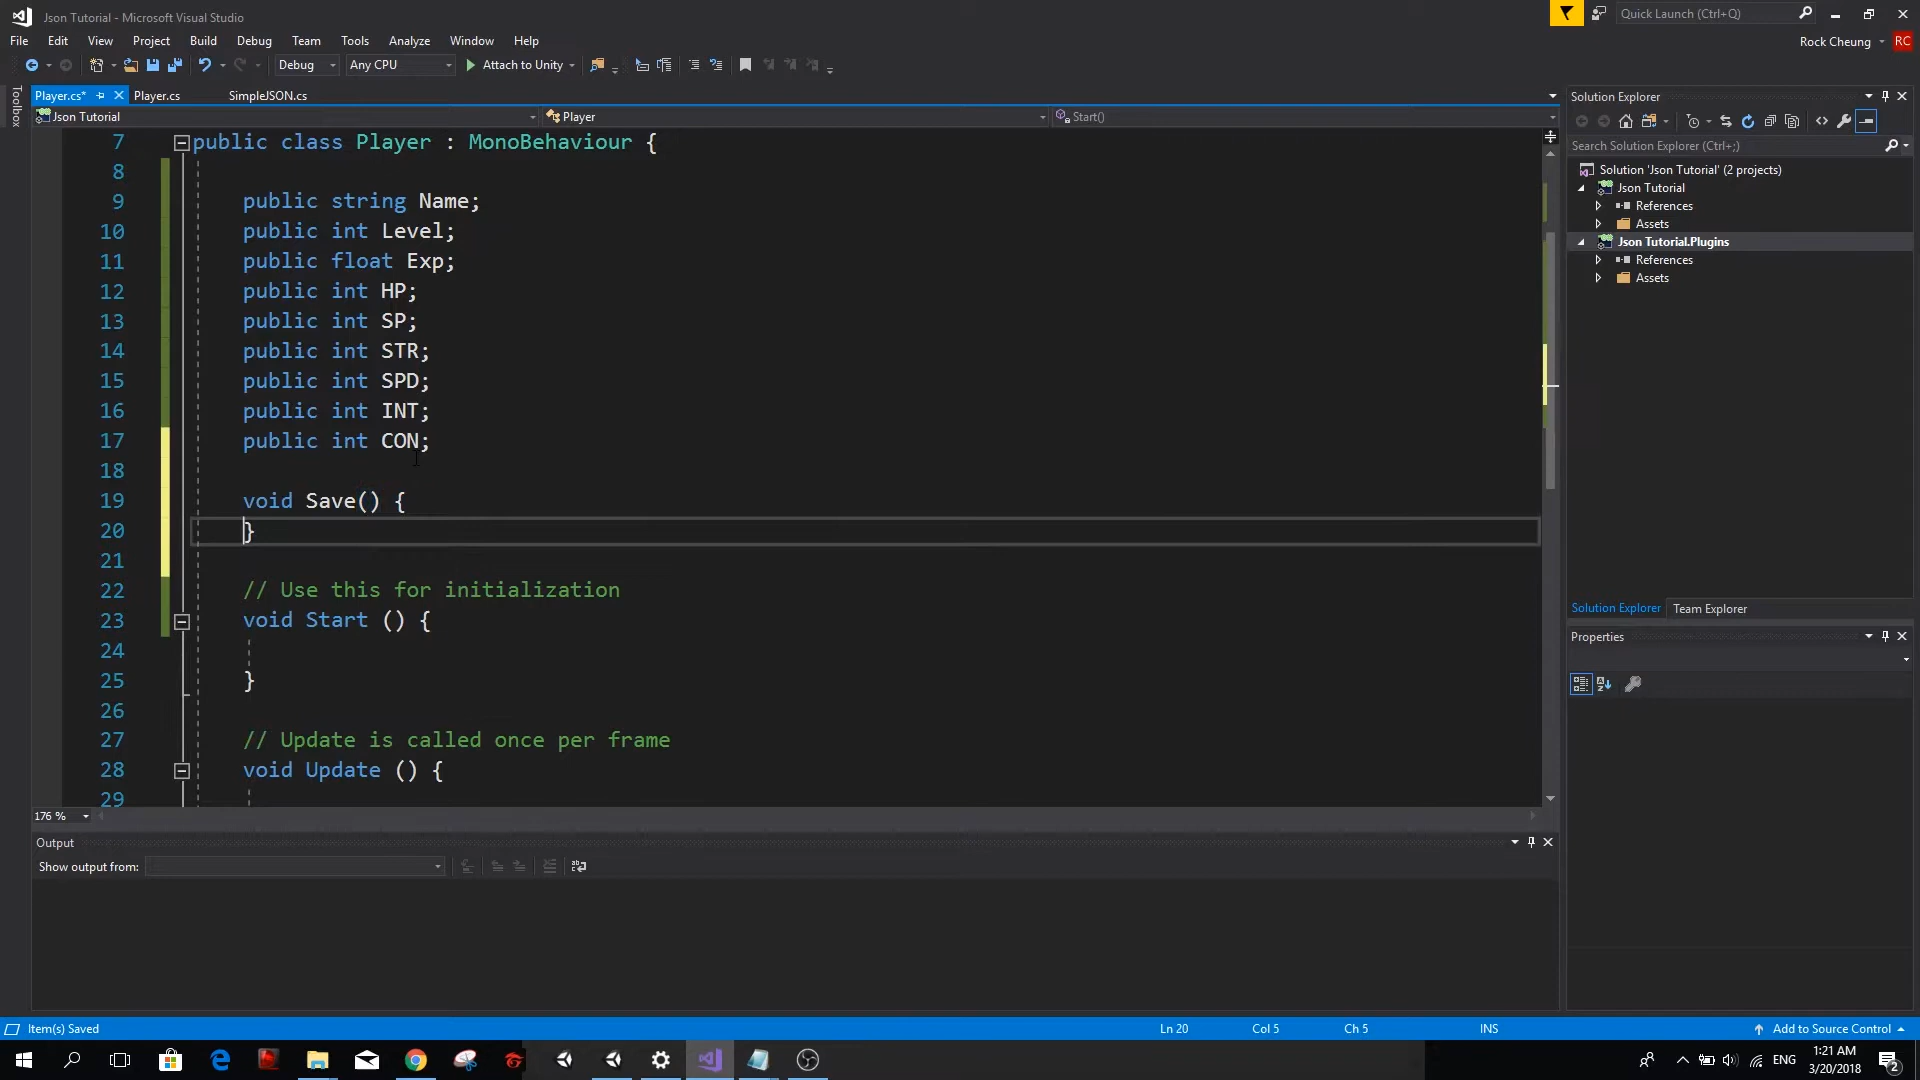 Json Tutorial - Microsoft Visual Studio
Quick Launch (Ctrl+Q)
File Edit View Project Build Debug Team Tools Analyze Window Help
Rock Cheung RC
Debug Any CPU Attach to Unity
Toolbox
Player.cs* Player.cs SimpleJSON.cs
Json Tutorial Player Start()
7 public class Player : MonoBehaviour {
8
9 public string Name;
10 public int Level;
11 public float Exp;
12 public int HP;
13 public int SP;
14 public int STR;
15 public int SPD;
16 public int INT;
17 public int CON;
18
19 void Save() {
20 }
21
22 // Use this for initialization
23 void Start () {
24
25 }
26
27 // Update is called once per frame
28 void Update () {
29
176 %
Output
Show output from:
Solution Explorer
Search Solution Explorer (Ctrl+;)
Solution 'Json Tutorial' (2 projects)
Json Tutorial
References
Assets
Json Tutorial.Plugins
References
Assets
Solution Explorer Team Explorer
Properties
Item(s) Saved Ln 20 Col 5 Ch 5 INS Add to Source Control
ENG 1:21 AM
3/20/2018
2